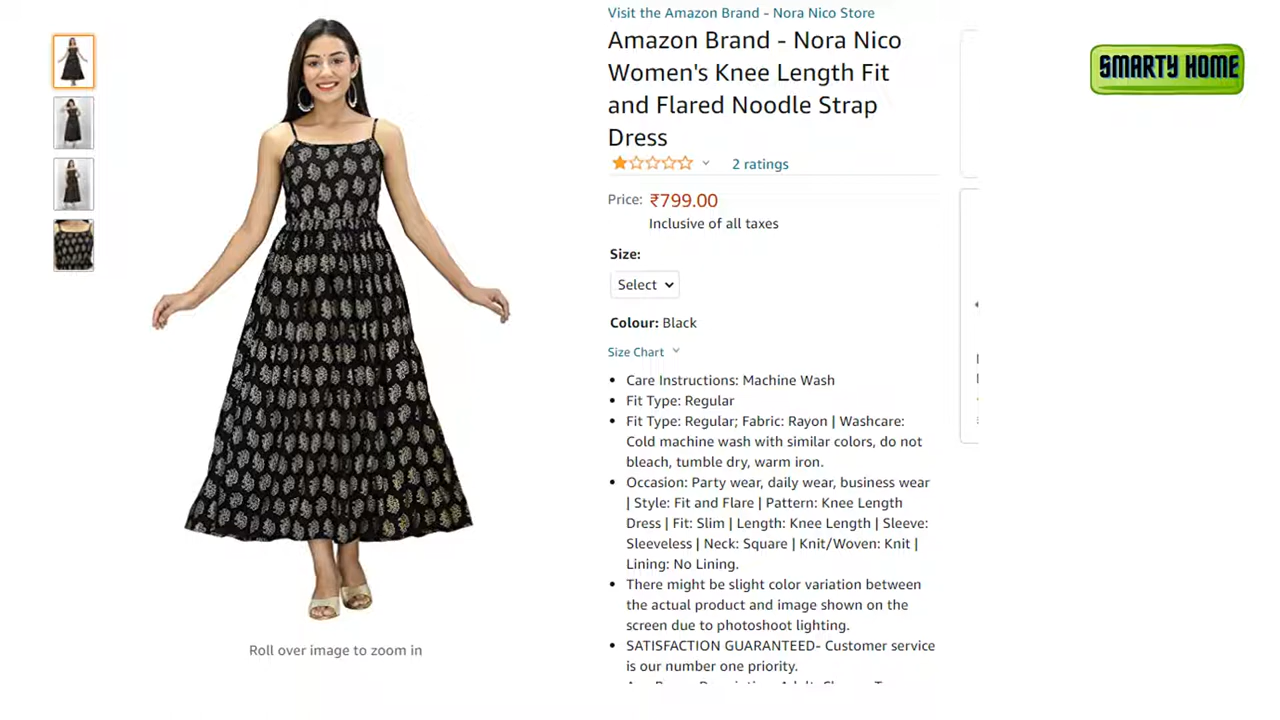 Visit the Amazon Brand - Nora Nico Store
Amazon Brand - Nora Nico
Women's Knee Length Fit
and Flared Noodle Strap
Dress
2 ratings
Price: ₹799.00
Inclusive of all taxes
Size:
Select
Colour: Black
Size Chart
Care Instructions: Machine Wash
Fit Type: Regular
Fit Type: Regular; Fabric: Rayon | Washcare:
Cold machine wash with similar colors, do not
bleach, tumble dry, warm iron.
Occasion: Party wear, daily wear, business wear
| Style: Fit and Flare | Pattern: Knee Length
Dress | Fit: Slim | Length: Knee Length | Sleeve:
Sleeveless | Neck: Square | Knit/Woven: Knit |
Lining: No Lining.
There might be slight color variation between
the actual product and image shown on the
screen due to photoshoot lighting.
SATISFACTION GUARANTEED- Customer service
is our number one priority.
Roll over image to zoom in
SMARTY HOME